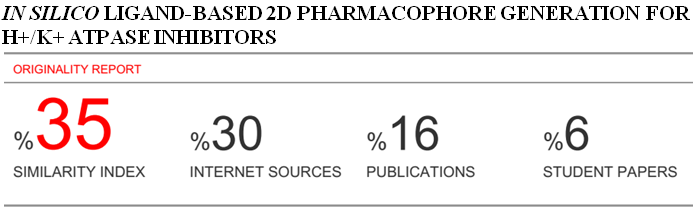 IN SILICO LIGAND-BASED 2D PHARMACOPHORE GENERATION FOR
H+/K+ ATPASE INHIBITORS
ORIGINALITY REPORT
%35 %30 %16 %6
SIMILARITY INDEX INTERNET SOURCES PUBLICATIONS STUDENT PAPERS